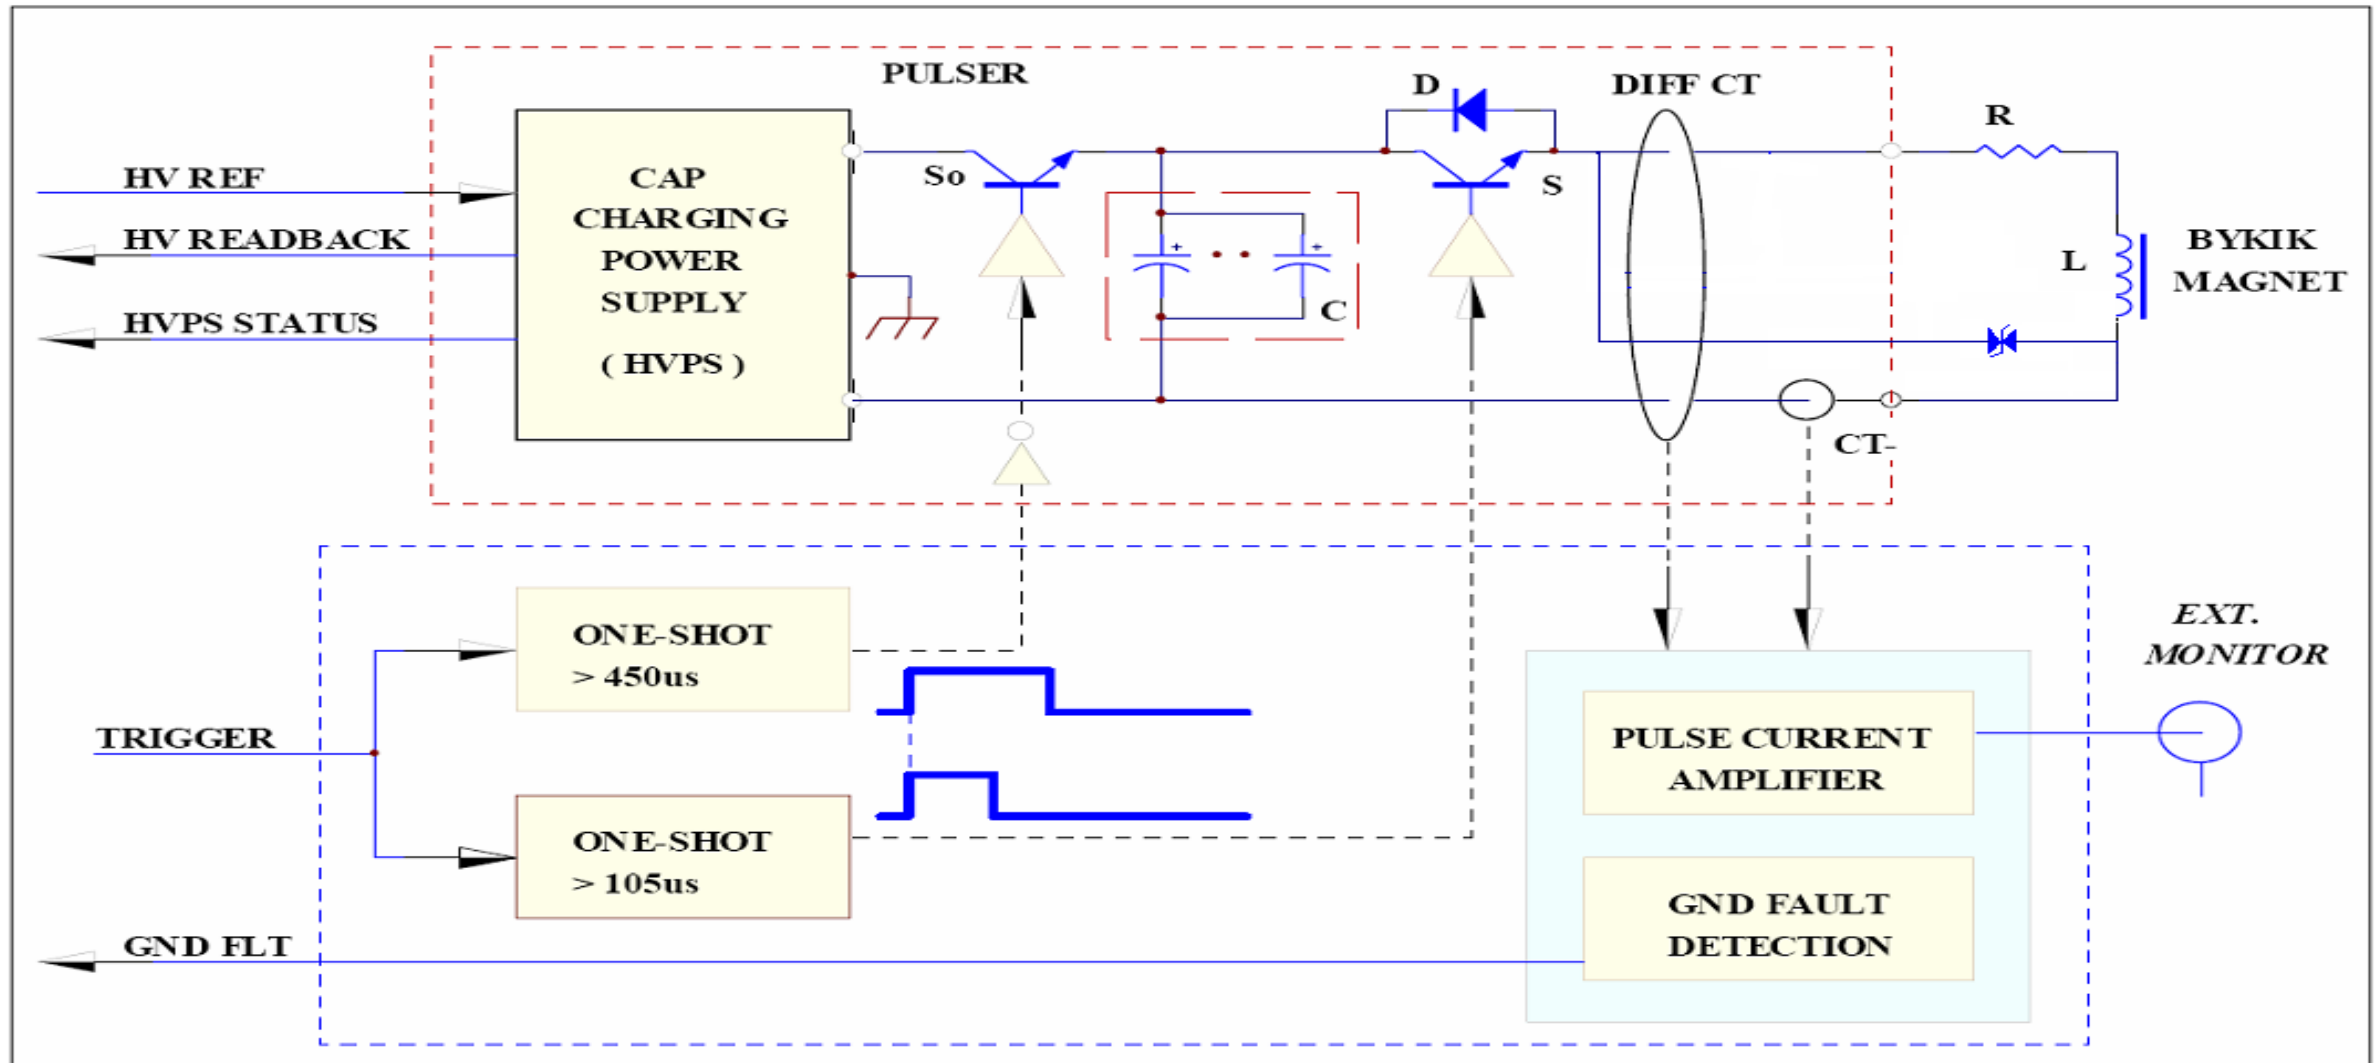 PULSER
D
DIFF CT
R
So
S
HV REF
HV READBACK
HVPS STATUS
CAP
CHARGING
POWER
SUPPLY
( HVPS )
+
+
C
L
BYKIK
MAGNET
CT-
TRIGGER
ONE-SHOT
> 450us
ONE-SHOT
> 105us
EXT.
MONITOR
PULSE CURRENT
AMPLIFIER
GND FAULT
DETECTION
GND FLT